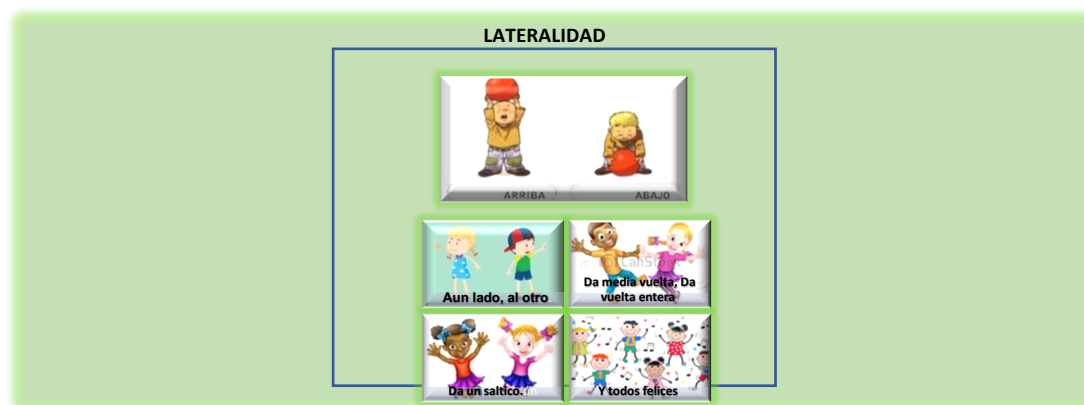 LATERALIDAD
ARRIBA ABAJO
Aun lado, al otro
Da media vuelta, Da
vuelta entera
Da un saltico.
Y todos felices